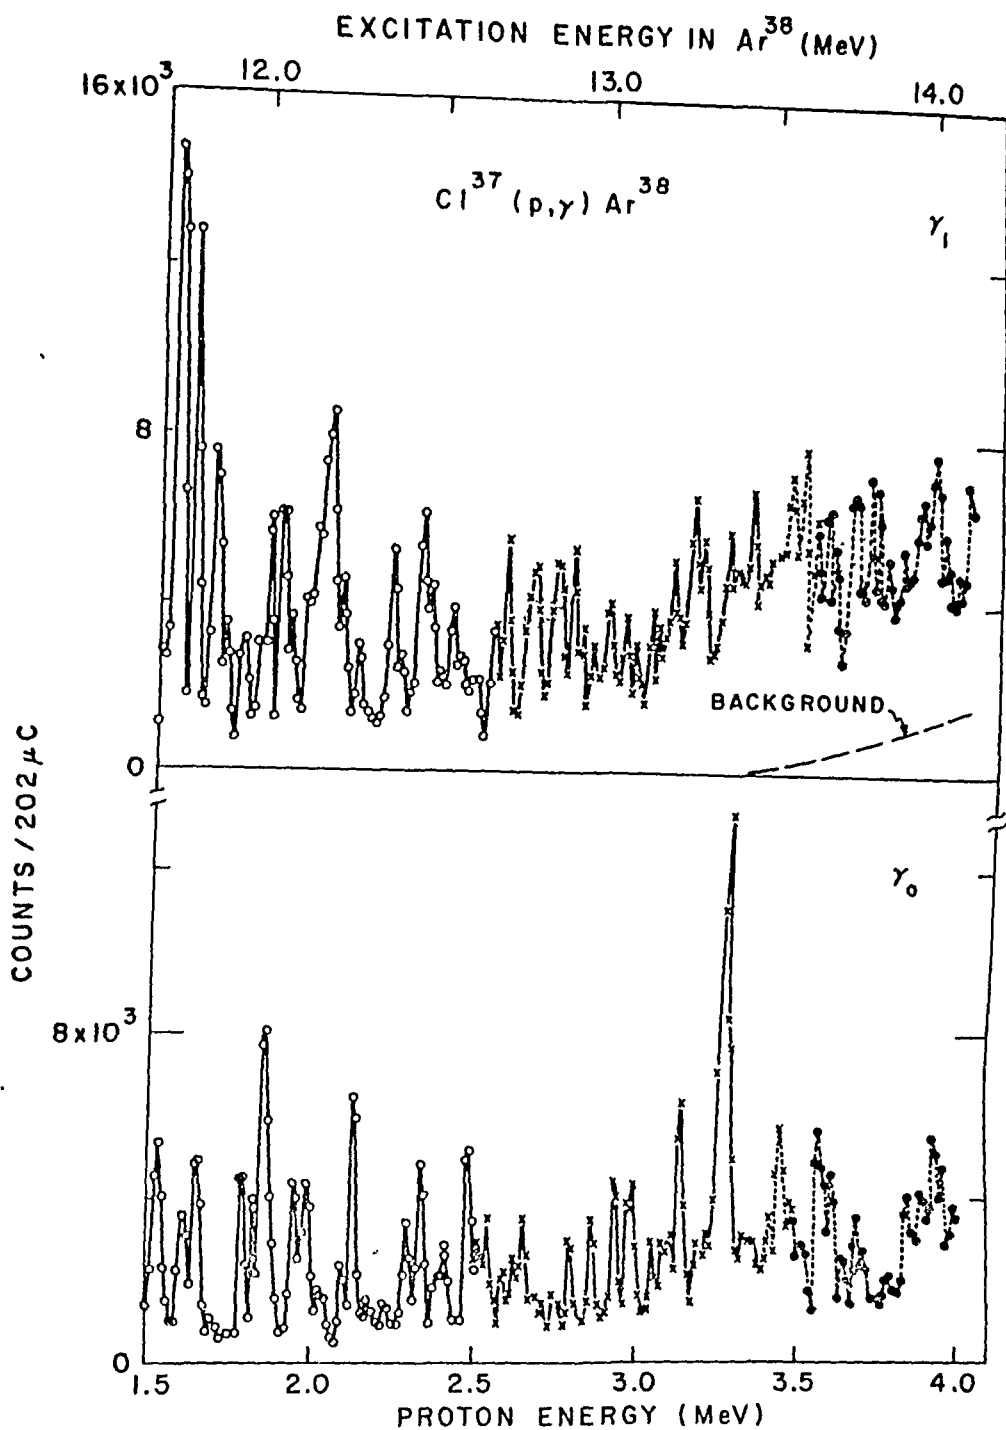 EXCITATION ENERGY IN Ar³⁸ (MeV)
12.0 13.0 14.0
16x10³
Cl³⁷ (p,γ) Ar³⁸
γ₁
8
BACKGROUND
0
COUNTS / 202 μC
γ₀
8x10³
0
1.5 2.0 2.5 3.0 3.5 4.0
PROTON ENERGY (MeV)